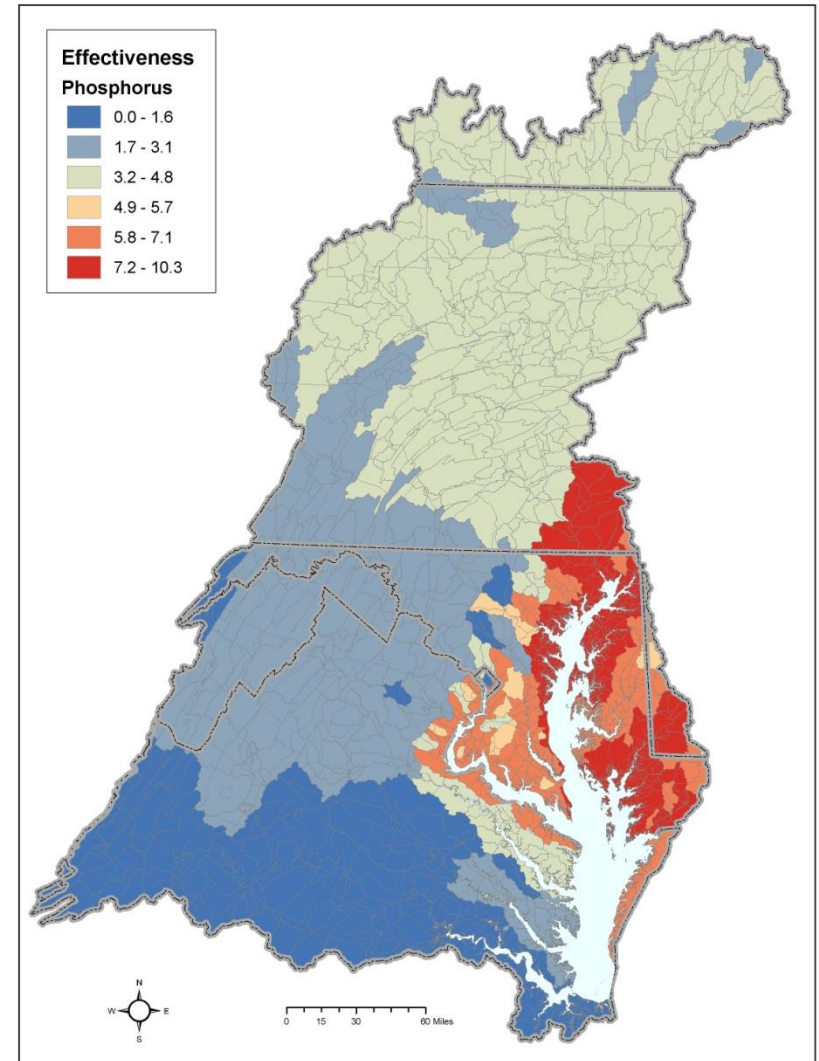 Effectiveness
Phosphorus
0.0 - 1.6
1.7 - 3.1
3.2 - 4.8
4.9 - 5.7
5.8 - 7.1
7.2 - 10.3
N
W E
S
0 15 30 60 Miles